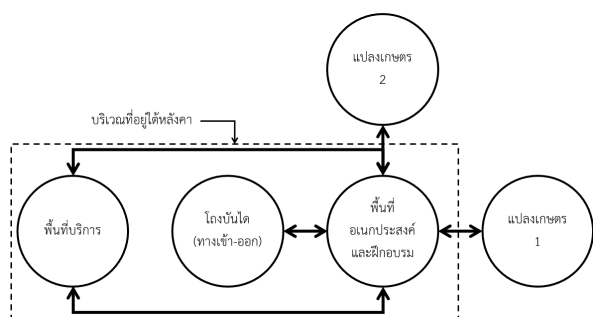 แปลงเกษตร
2
บริเวณที่อยู่ใต้หลังคา
พื้นที่บริการ
โถงบันได
(ทางเข้า-ออก)
พื้นที่
อเนกประสงค์
และฝึกอบรม
แปลงเกษตร
1